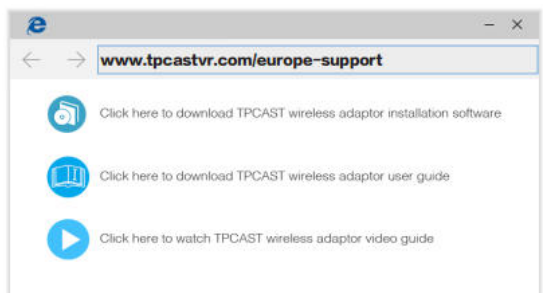 www.tpcastvr.com/europe-support
Click here to download TPCAST wireless adaptor installation software
Click here to download TPCAST wireless adaptor user guide
Click here to watch TPCAST wireless adaptor video guide